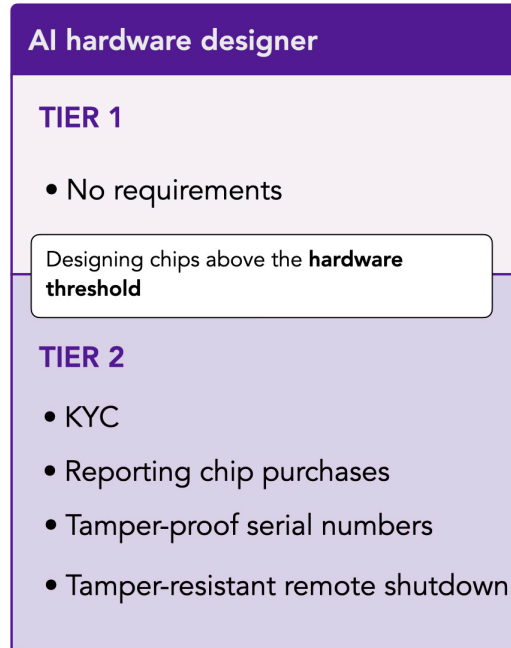 AI hardware designer
TIER 1
• No requirements
Designing chips above the hardware
threshold
TIER 2
• KYC
• Reporting chip purchases
• Tamper-proof serial numbers
• Tamper-resistant remote shutdown